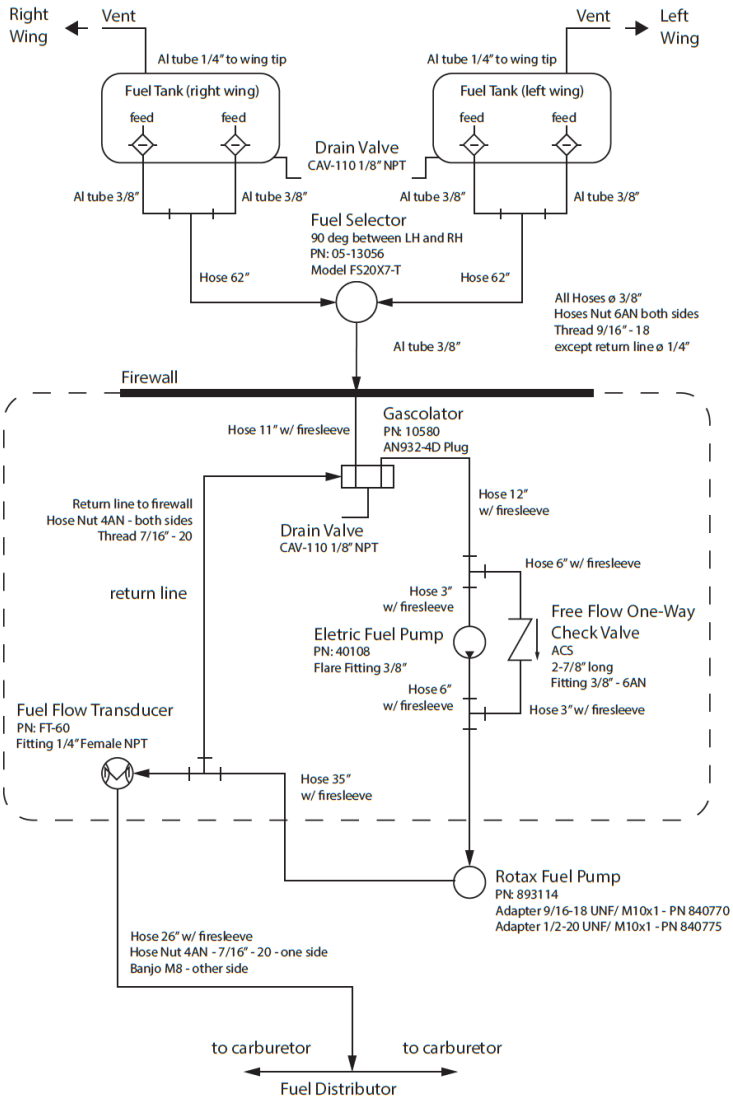 Right
Wing
Vent
Vent
Left
Wing
Al tube 1/4" to wing tip
Al tube 1/4" to wing tip
Fuel Tank (right wing)
feed
feed
Fuel Tank (left wing)
feed
feed
Drain Valve
CAV-110 1/8" NPT
Al tube 3/8"
Al tube 3/8"
Al tube 3/8"
Al tube 3/8"
Fuel Selector
90 deg between LH and RH
PN: 05-13056
Model FS20X7-T
Hose 62"
Hose 62"
All Hoses ø 3/8"
Hoses Nut 6AN both sides
Thread 9/16" - 18
except return line ø 1/4"
Al tube 3/8"
Firewall
Hose 11" w/ firesleeve
Gascolator
PN: 10580
AN932-4D Plug
Return line to firewall
Hose Nut 4AN - both sides
Thread 7/16" - 20
Hose 12"
w/ firesleeve
Drain Valve
CAV-110 1/8" NPT
return line
Hose 6" w/ firesleeve
Hose 3"
w/ firesleeve
Eletric Fuel Pump
PN: 40108
Flare Fitting 3/8"
Free Flow One-Way
Check Valve
ACS
2-7/8" long
Fitting 3/8" - 6AN
Hose 6"
w/ firesleeve
Hose 3" w/ firesleeve
Fuel Flow Transducer
PN: FT-60
Fitting 1/4" Female NPT
Hose 35"
w/ firesleeve
Rotax Fuel Pump
PN: 893114
Adapter 9/16-18 UNF/ M10x1 - PN 840770
Adapter 1/2-20 UNF/ M10x1 - PN 840775
Hose 26" w/ firesleeve
Hose Nut 4AN - 7/16" - 20 - one side
Banjo M8 - other side
to carburetor
to carburetor
Fuel Distributor